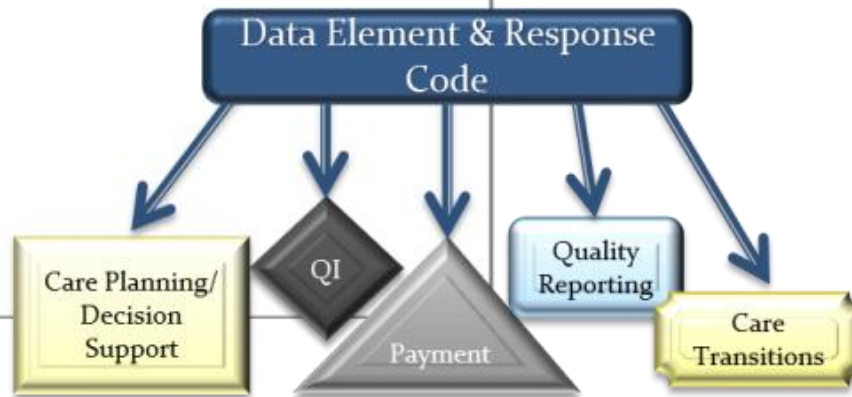 Data Element & Response
Code
Care Planning/
Decision
Support
QI
Payment
Quality
Reporting
Care
Transitions